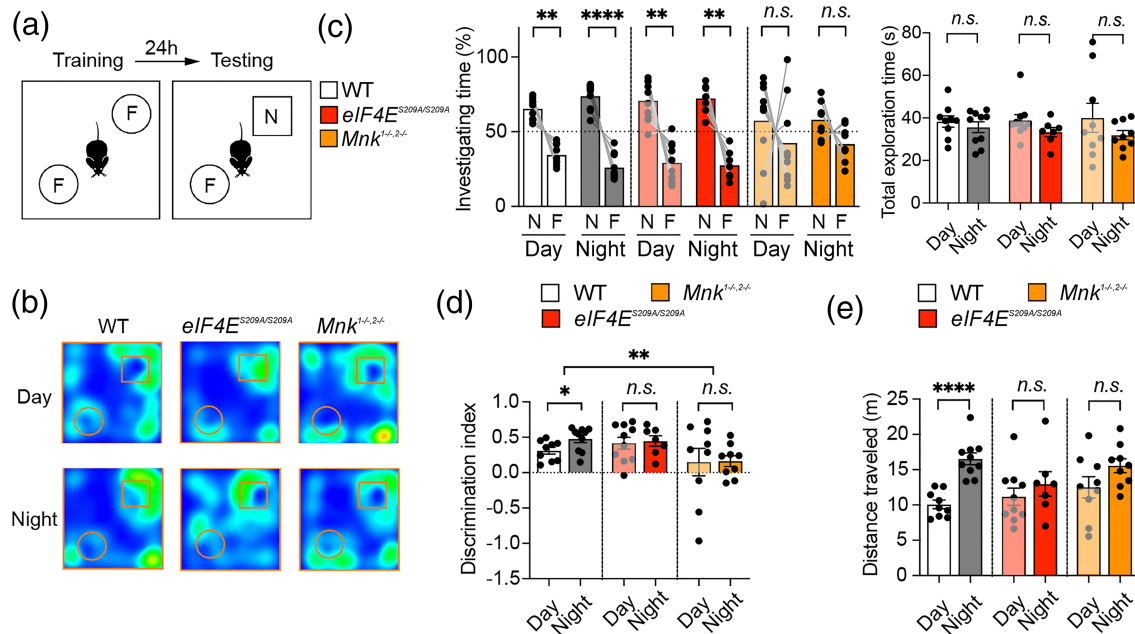 (a)
Training 24h Testing
F
N
F
F
WT
eIF4E^S209A/S209A
Mnk^1-/-,2-/-
(c)
** **** ** ** n.s. n.s.
Investigating time (%)
100
50
0
N F N F N F N F N F N F
Day Night Day Night Day Night
n.s. n.s. n.s.
Total exploration time (s)
80
60
40
20
0
Day Night Day Night Day Night
(b)
WT eIF4E^S209A/S209A Mnk^1-/-,2-/-
Day
Night
(d)
WT Mnk^1-/-,2-/-
eIF4E^S209A/S209A
**
* n.s. n.s.
Discrimination index
1.0
0.5
0.0
-0.5
-1.0
-1.5
Day Night Day Night Day Night
(e)
WT Mnk^1-/-,2-/-
eIF4E^S209A/S209A
**** n.s. n.s.
Distance traveled (m)
25
20
15
10
5
0
Day Night Day Night Day Night